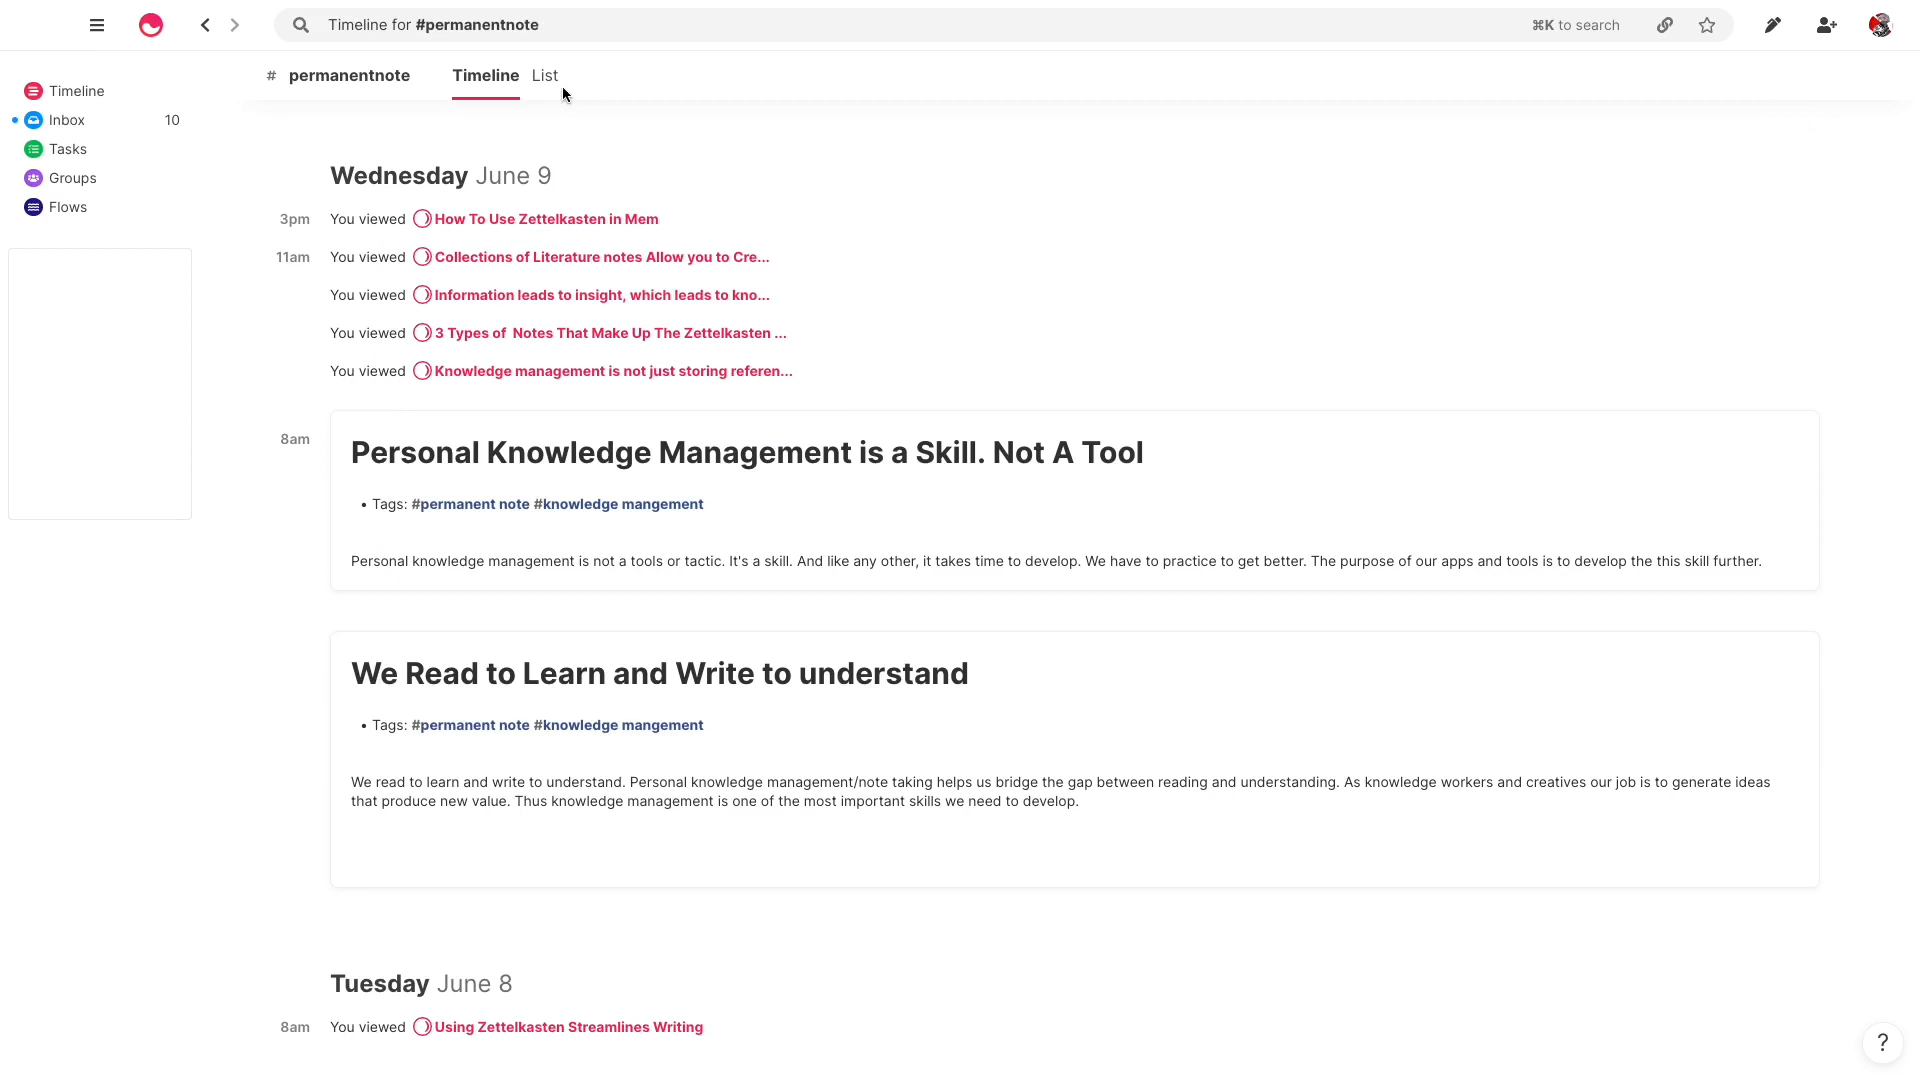 Timeline for #permanentnote
⌘K to search
# permanentnote
Timeline
List
Timeline
Inbox 10
Tasks
Groups
Flows
Wednesday June 9
3pm You viewed How To Use Zettelkasten in Mem
11am You viewed Collections of Literature notes Allow you to Cre...
You viewed Information leads to insight, which leads to kno...
You viewed 3 Types of  Notes That Make Up The Zettelkasten ...
You viewed Knowledge management is not just storing referen...
8am
Personal Knowledge Management is a Skill. Not A Tool
• Tags: #permanent note #knowledge mangement
Personal knowledge management is not a tools or tactic. It's a skill. And like any other, it takes time to develop. We have to practice to get better. The purpose of our apps and tools is to develop the this skill further.
We Read to Learn and Write to understand
• Tags: #permanent note #knowledge mangement
We read to learn and write to understand. Personal knowledge management/note taking helps us bridge the gap between reading and understanding. As knowledge workers and creatives our job is to generate ideas
that produce new value. Thus knowledge management is one of the most important skills we need to develop.
Tuesday June 8
8am You viewed Using Zettelkasten Streamlines Writing
?